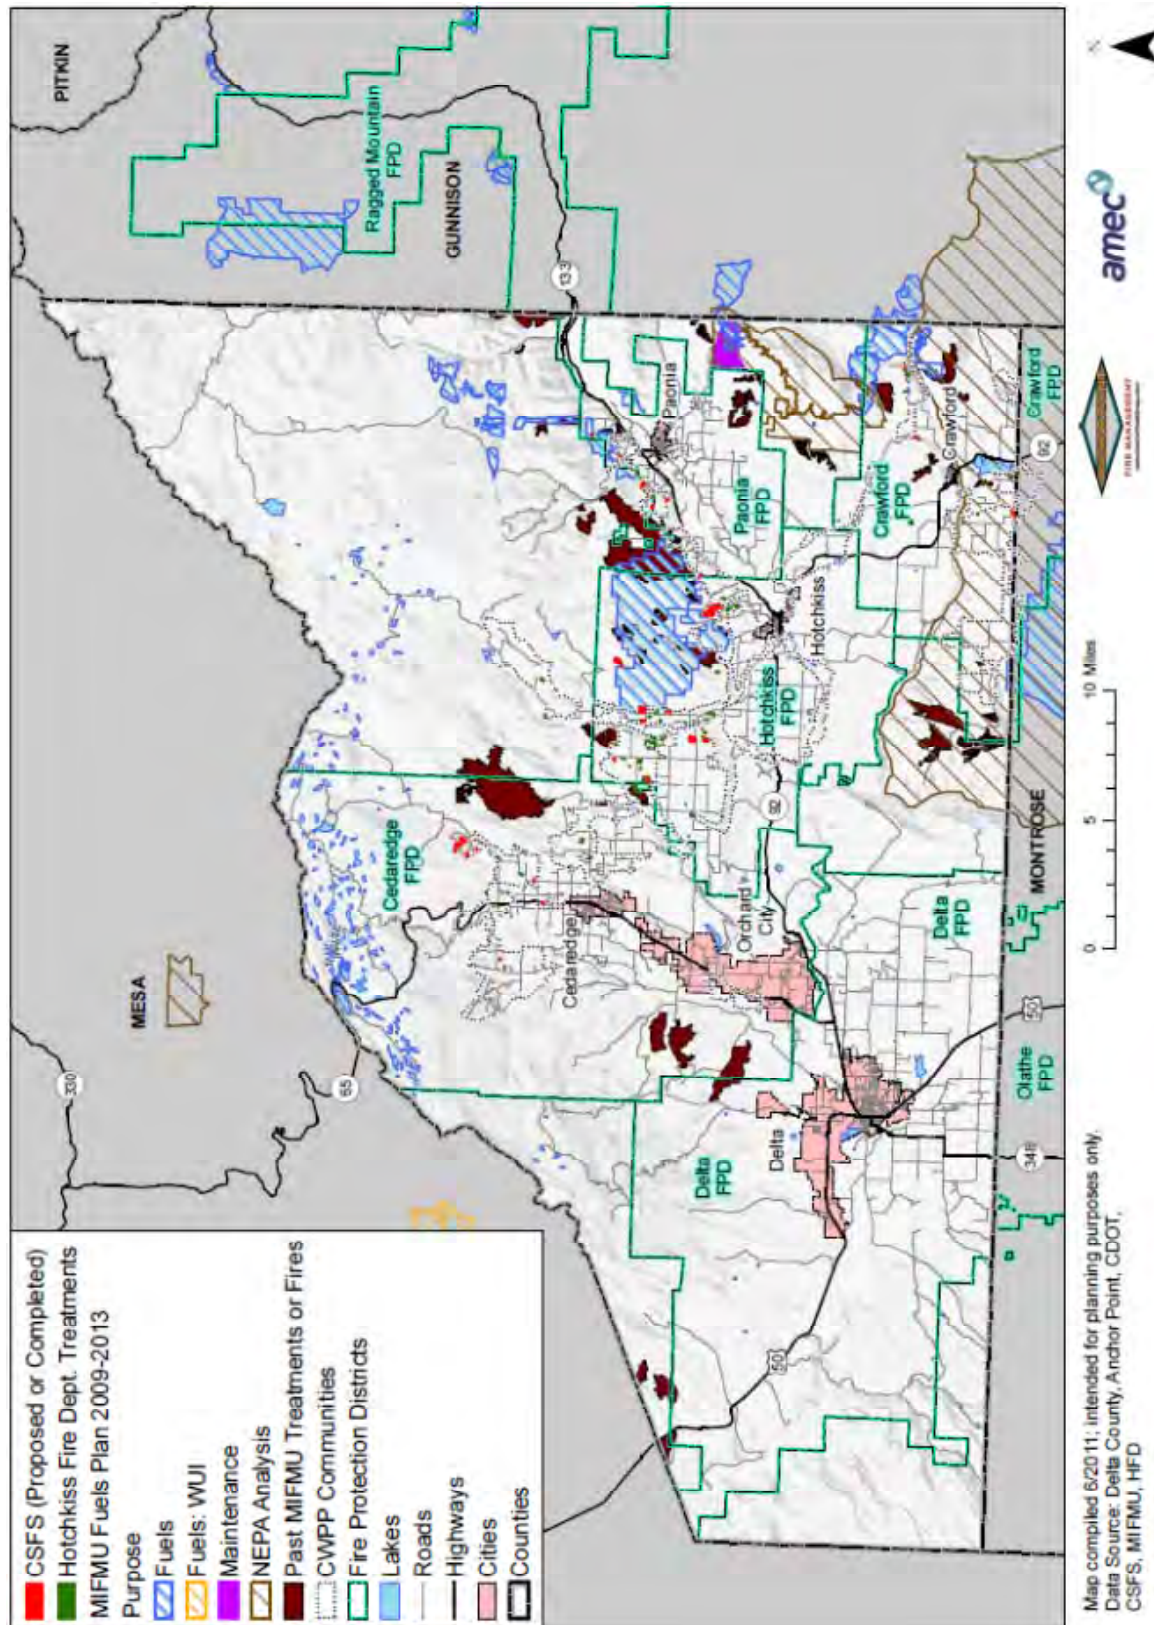 CSFS (Proposed or Completed)
Hotchkiss Fire Dept. Treatments
MIFMU Fuels Plan 2009-2013
Purpose
Fuels
Fuels: WUI
Maintenance
NEPA Analysis
Past MIFMU Treatments or Fires
CWPP Communities
Fire Protection Districts
Lakes
Roads
Highways
Cities
Counties
330
MESA
65
PITKIN
Ragged Mountain
FPD
GUNNISON
133
Cedaredge
FPD
Cedaredge
Orchard
City
Paonia
Paonia
FPD
Hotchkiss
FPD
Hotchkiss
92
Crawford
FPD
Crawford
Crawford
FPD
92
Delta
FPD
Delta
50
Delta
FPD
348
Olathe
FPD
50
MONTROSE
0 5 10 Miles
Map compiled 6/2011; intended for planning purposes only.
Data Source: Delta County, Anchor Point, CDOT,
CSFS, MIFMU, HFD
FIRE MANAGEMENT
amec
N